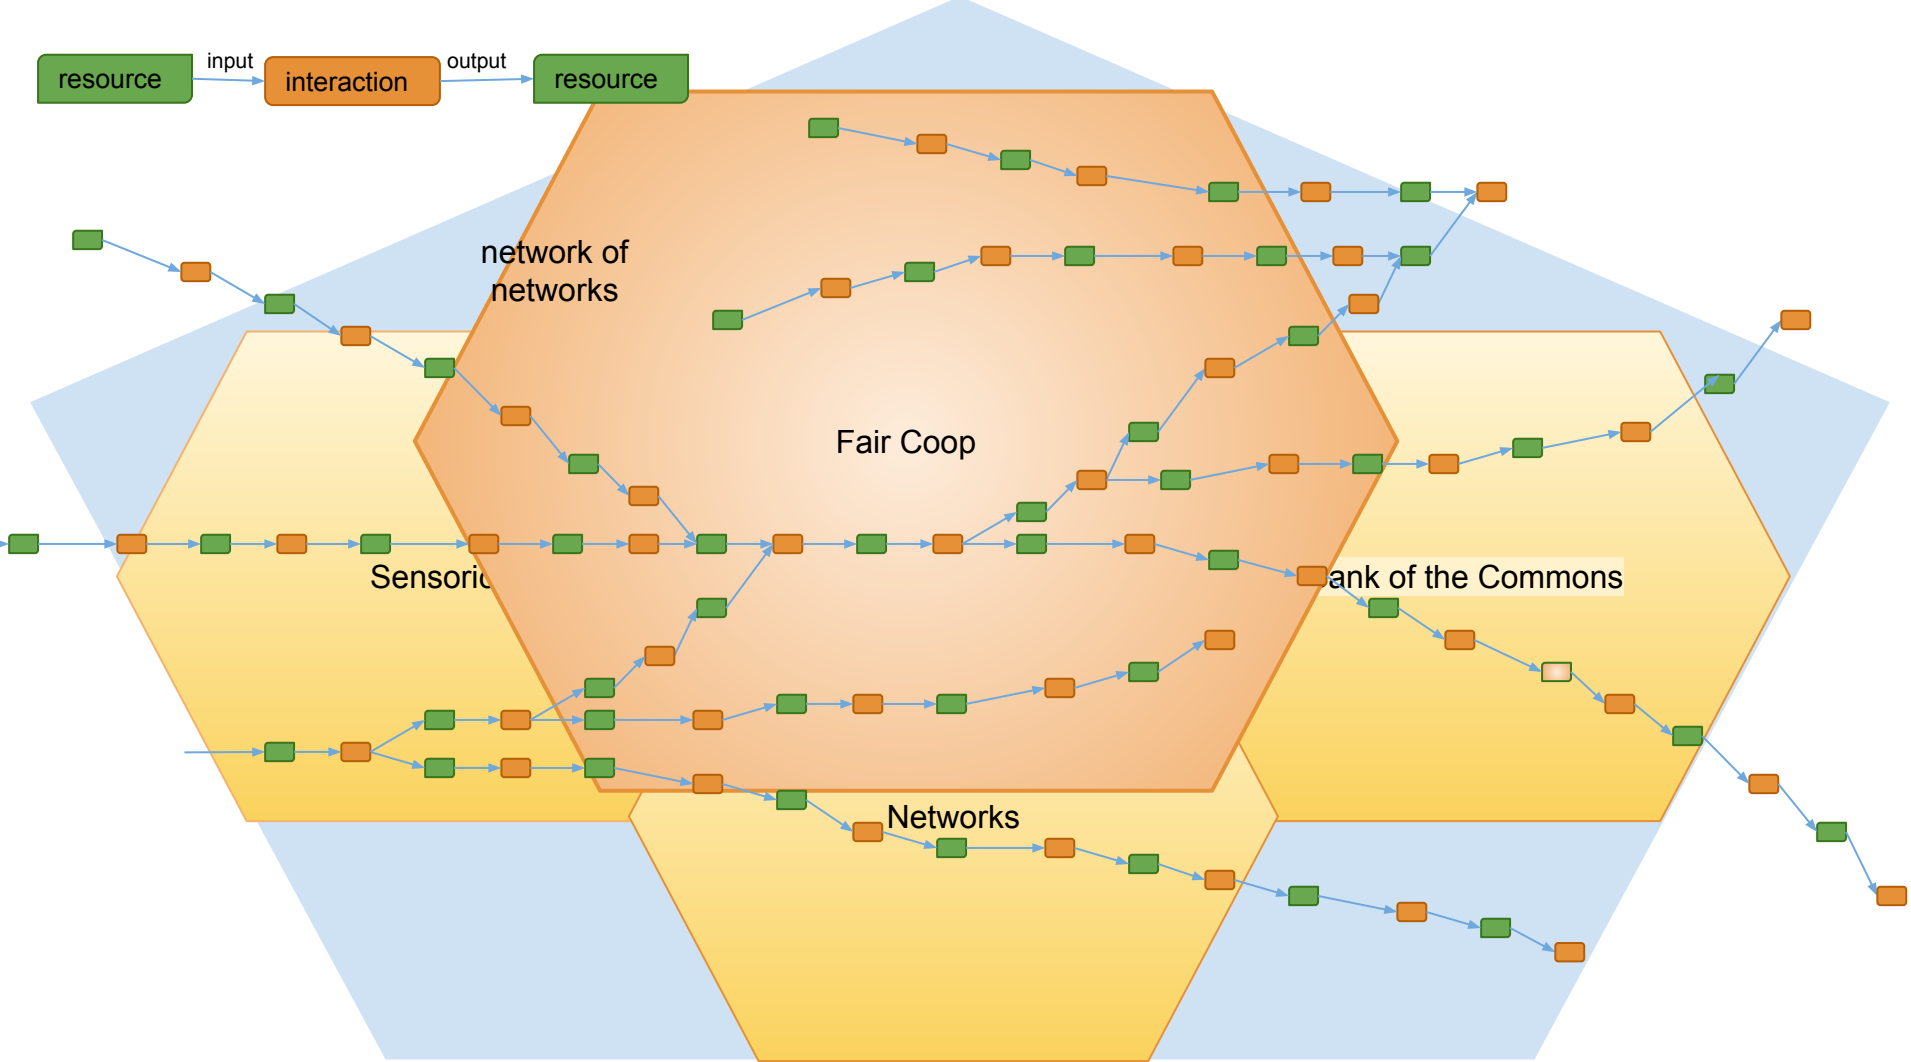 resource
input
interaction
output
resource
network of
networks
Fair Coop
Sensoric
ank of the Commons
Networks